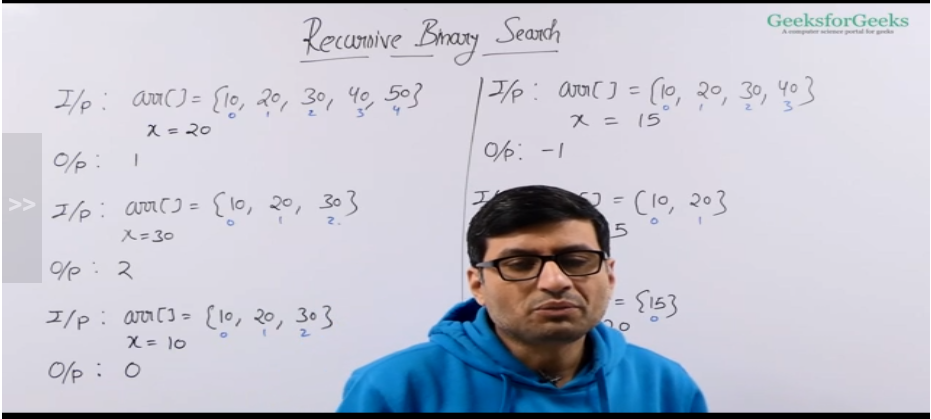 Recursive Binary Search
GeeksforGeeks
A computer science portal for geeks
I/p : arr[] = {10, 20, 30, 40, 50}
0 1 2 3 4
x = 20
O/p : 1
I/p : arr[] = {10, 20, 30}
0 1 2
x = 30
O/p : 2
I/p : arr[] = {10, 20, 30}
0 1 2
x = 10
O/p : 0
I/p : arr[] = {10, 20, 30, 40}
0 1 2 3
x = 15
O/p: -1
] = {10, 20}
0 1
5
= {15}
0
>>